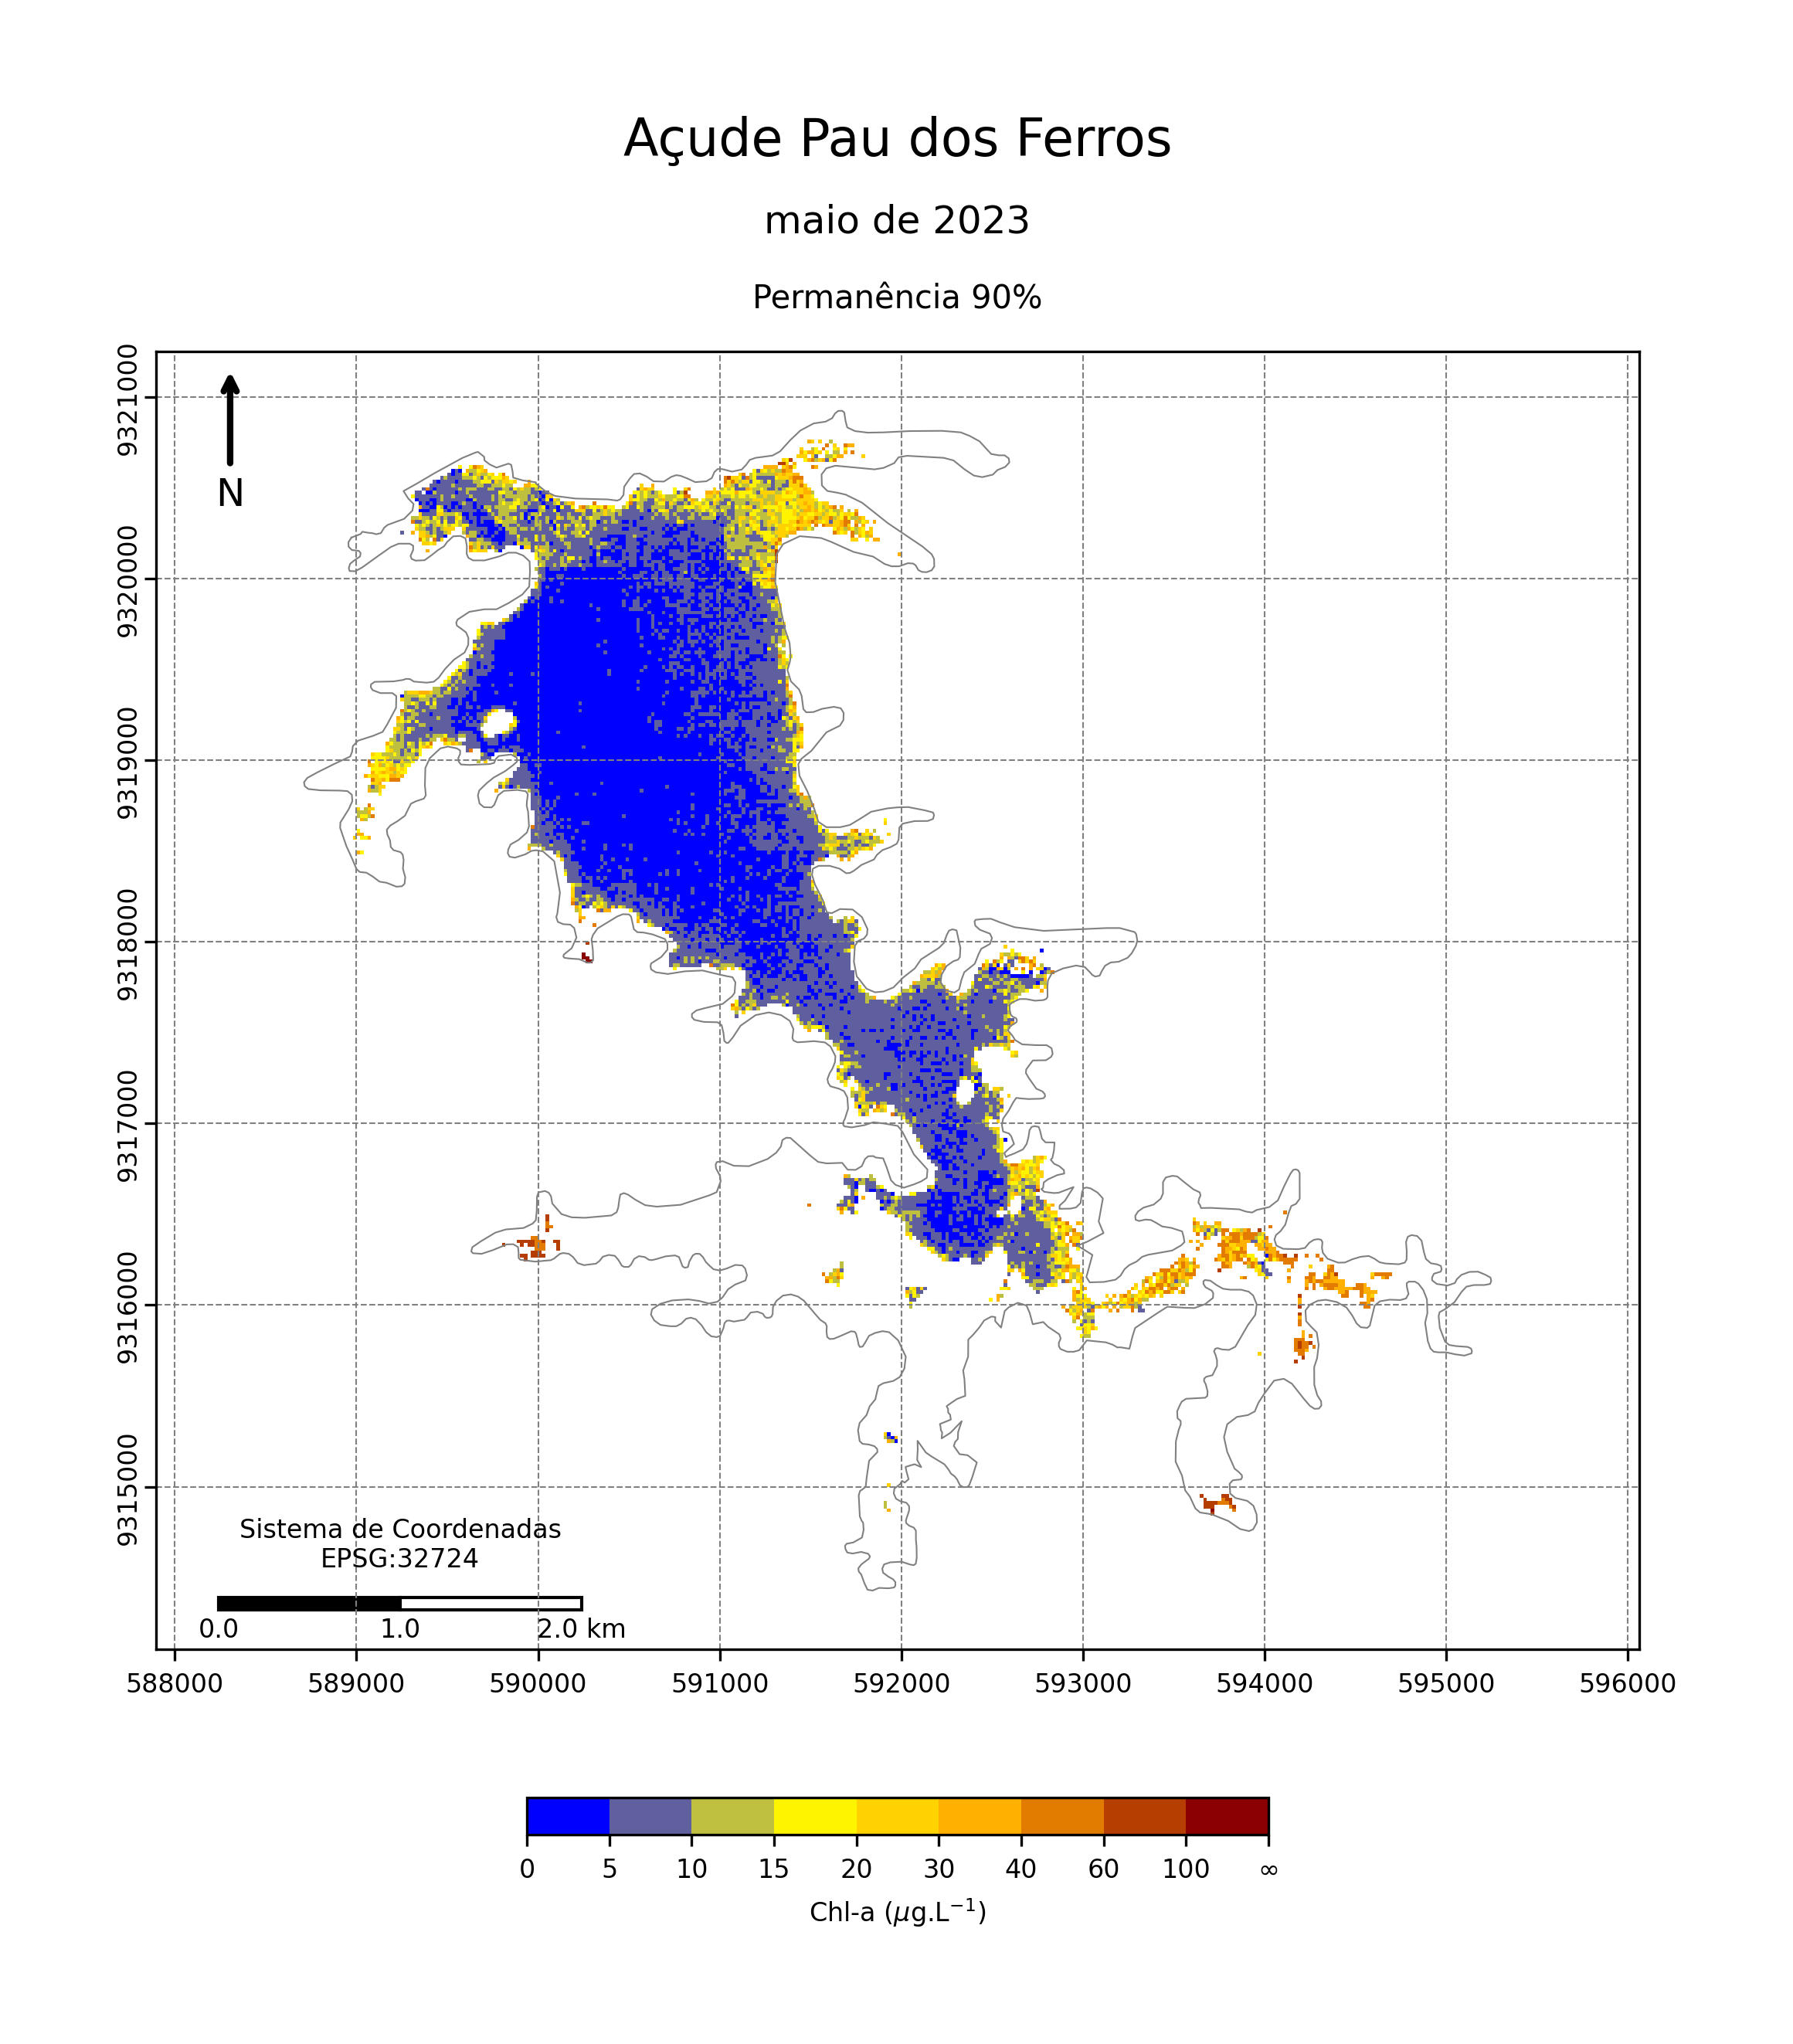 Açude Pau dos Ferros
maio de 2023
Permanência 90%
9321000
9320000
9319000
9318000
9317000
9316000
9315000
N
Sistema de Coordenadas
EPSG:32724
0.0 1.0 2.0 km
588000 589000 590000 591000 592000 593000 594000 595000 596000
0 5 10 15 20 30 40 60 100 ∞
Chl-a (μg.L⁻¹)